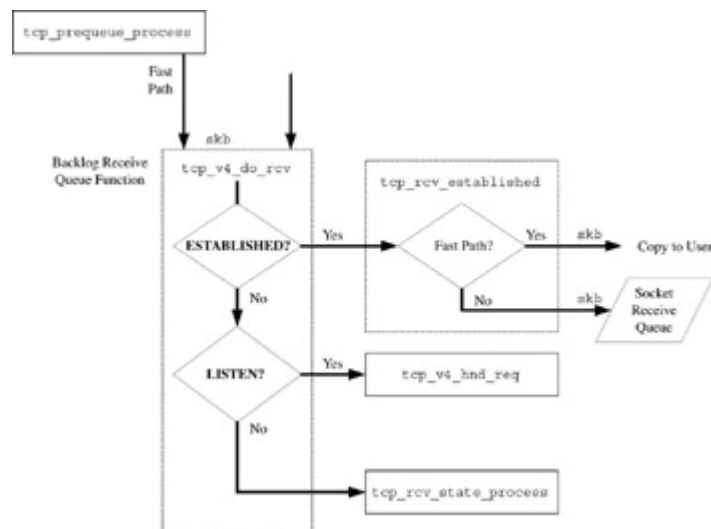 tcp_prequeue_process
Fast
Path
skb
Backlog Receive
Queue Function
tcp_v4_do_rcv
tcp_rcv_established
ESTABLISHED?
Yes
Fast Path?
Yes
skb
Copy to User
No
No
skb
Socket
Receive
Queue
LISTEN?
Yes
tcp_v4_hnd_req
No
tcp_rcv_state_process